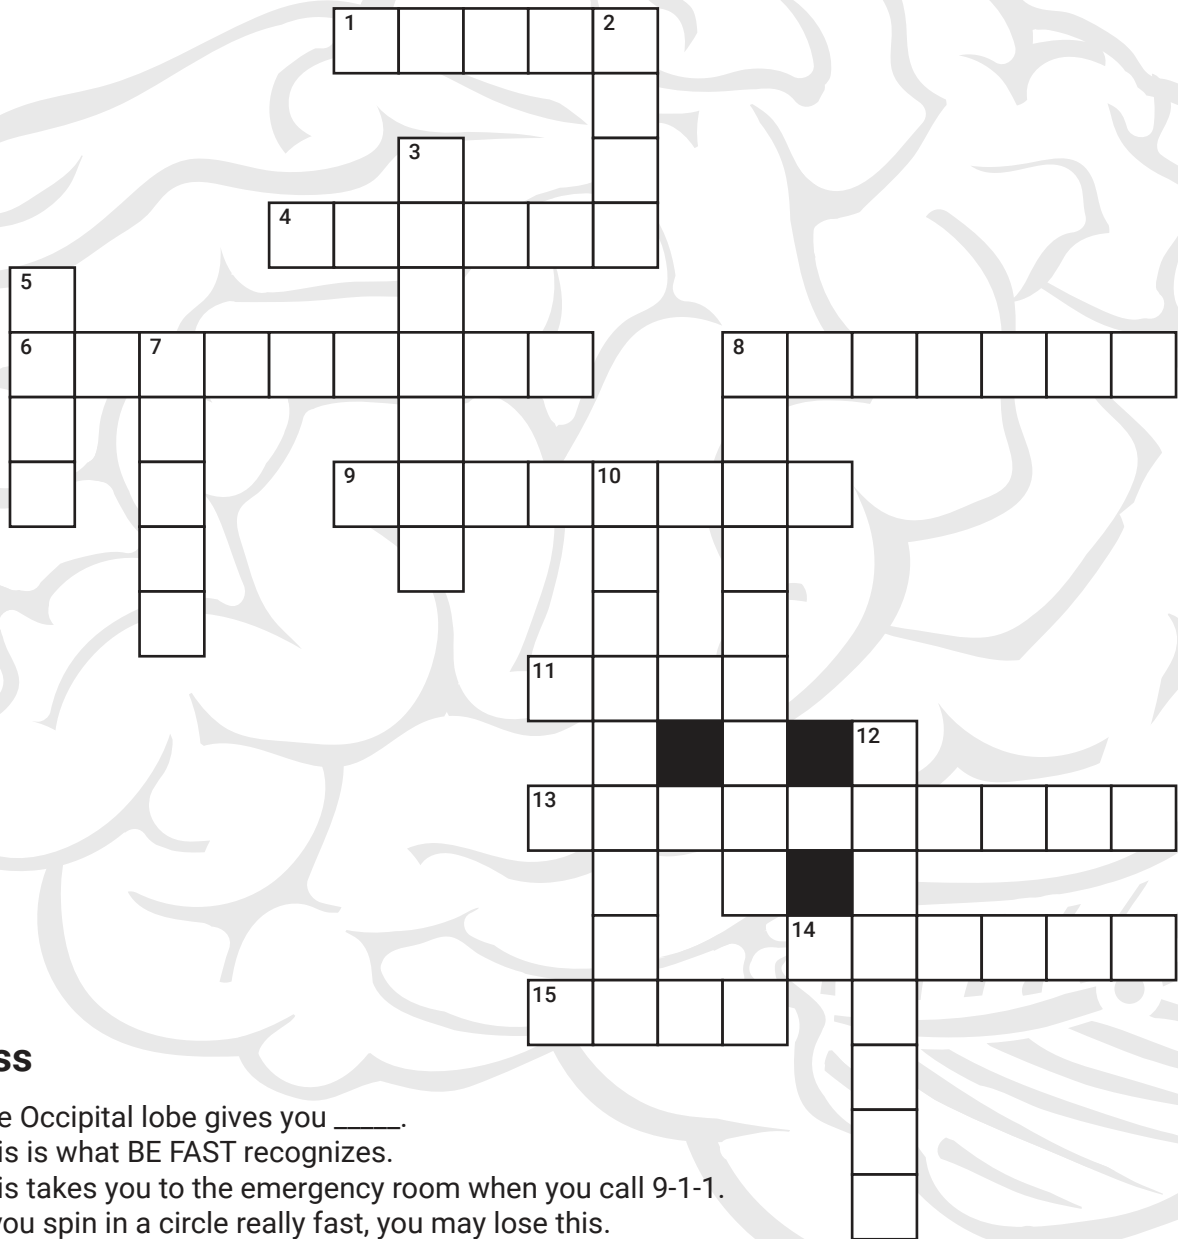 1 2
3
4
5
6 7 8
9 10
11
12
13
14
15
ss
e Occipital lobe gives you _____.
is is what BE FAST recognizes.
is takes you to the emergency room when you call 9-1-1.
you spin in a circle really fast, you may lose this.